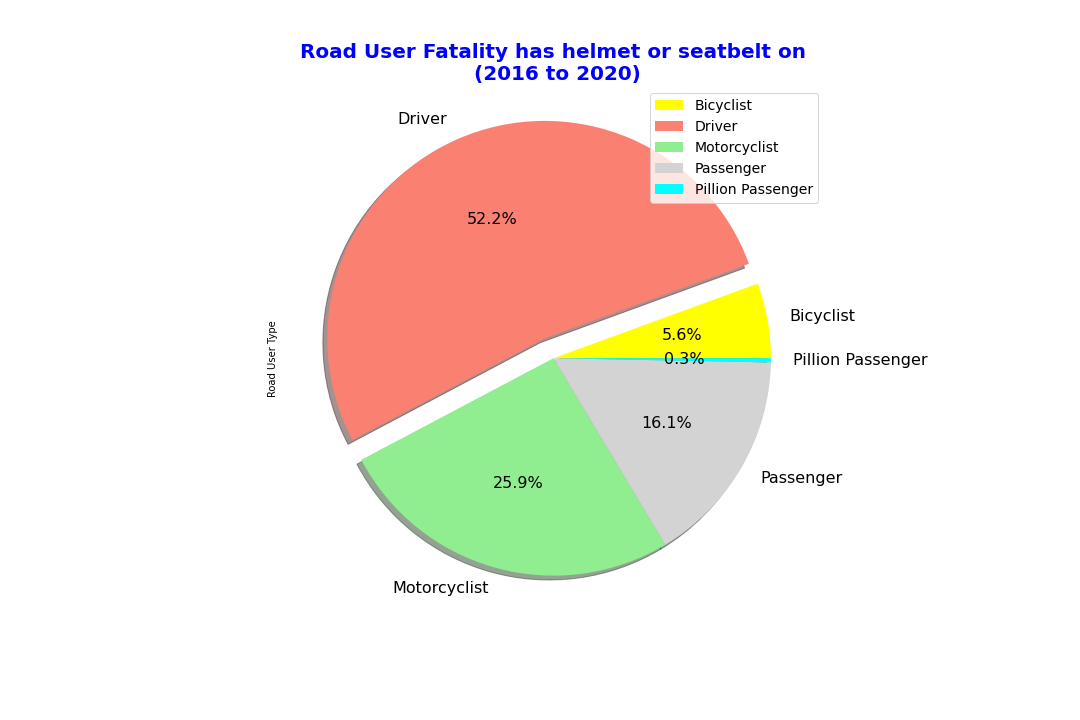 Road User Fatality has helmet or seatbelt on
(2016 to 2020)
Bicyclist
Driver
Motorcyclist
Passenger
Pillion Passenger
Driver
52.2%
Bicyclist
5.6%
0.3%
Pillion Passenger
Road User Type
16.1%
Passenger
25.9%
Motorcyclist